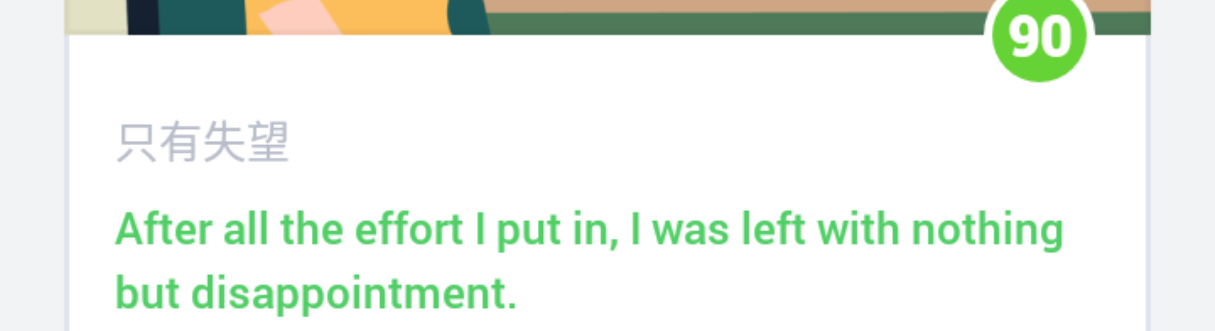 90
只有失望
After all the effort I put in, I was left with nothing
but disappointment.